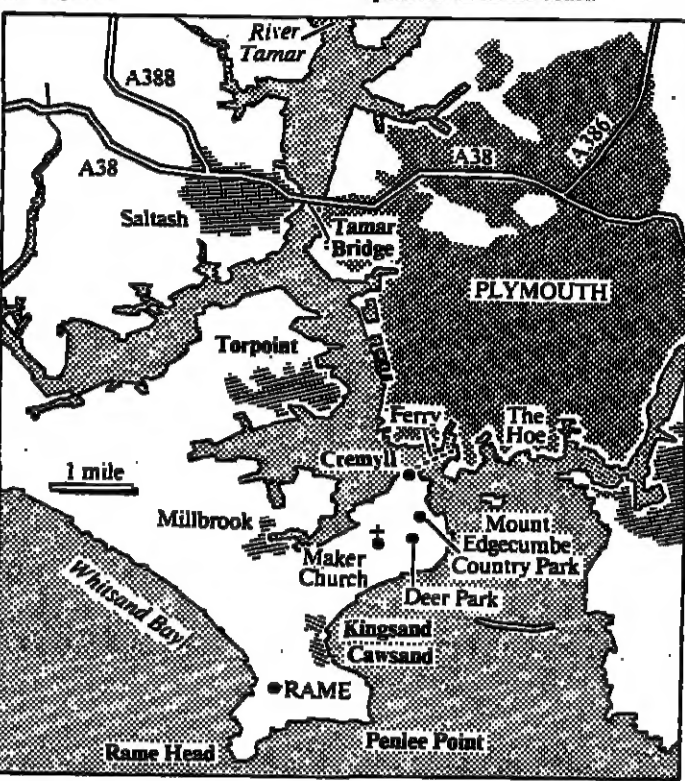 River
Tamar
A388
A386
A38
A38
Saltash
Tamar
Bridge
PLYMOUTH
Torpoint
Ferry
The
Hoe
Cremyll
1 mile
Millbrook
Mount
Edgecumbe
Country Park
Maker
Church
Deer Park
Whitsand Bay
Kingsand
Cawsand
RAME
Penlee Point
Rame Head